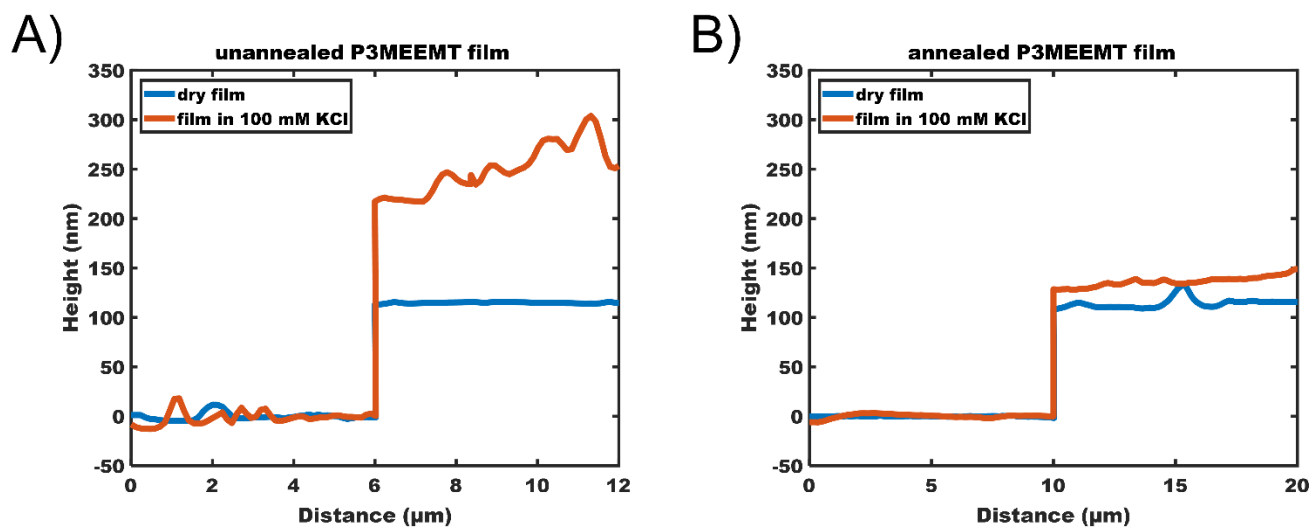 A)
unannealed P3MEEMT film
350
300
250
200
150
100
50
0
-50
Height (nm)
dry film
film in 100 mM KCl
0 2 4 6 8 10 12
Distance (μm)
B)
annealed P3MEEMT film
350
300
250
200
150
100
50
0
-50
Height (nm)
dry film
film in 100 mM KCl
0 5 10 15 20
Distance (μm)